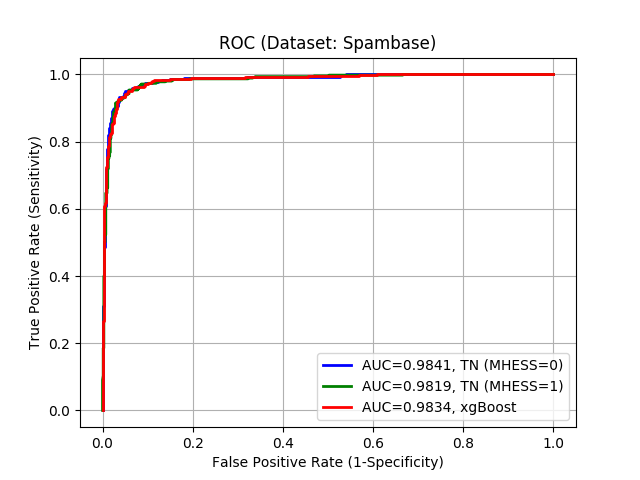 ROC (Dataset: Spambase)
True Positive Rate (Sensitivity)
1.0
0.8
0.6
0.4
0.2
0.0
AUC=0.9841, TN (MHESS=0)
AUC=0.9819, TN (MHESS=1)
AUC=0.9834, xgBoost
0.0 0.2 0.4 0.6 0.8 1.0
False Positive Rate (1-Specificity)